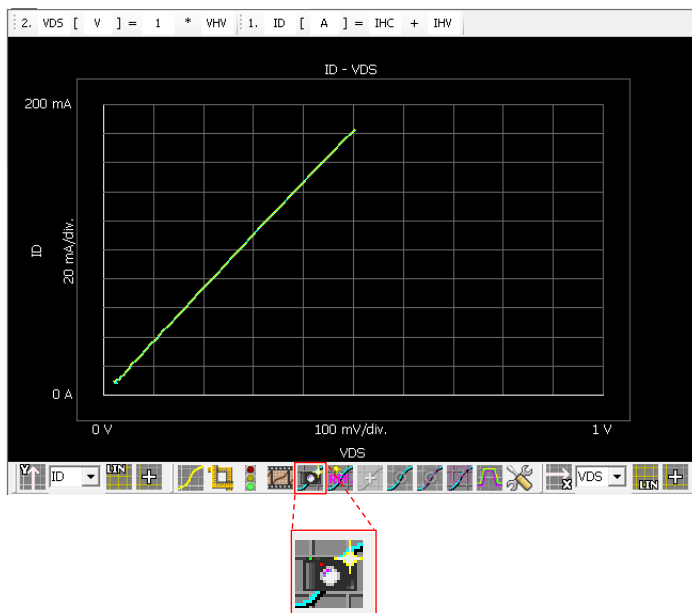 2. VDS [ V ] = 1 * VHV 1. ID [ A ] = IHC + IHV
ID - VDS
200 mA
ID
20 mA/div.
0 A
0 V 100 mV/div. 1 V
VDS
Y ID LIN X VDS LIN